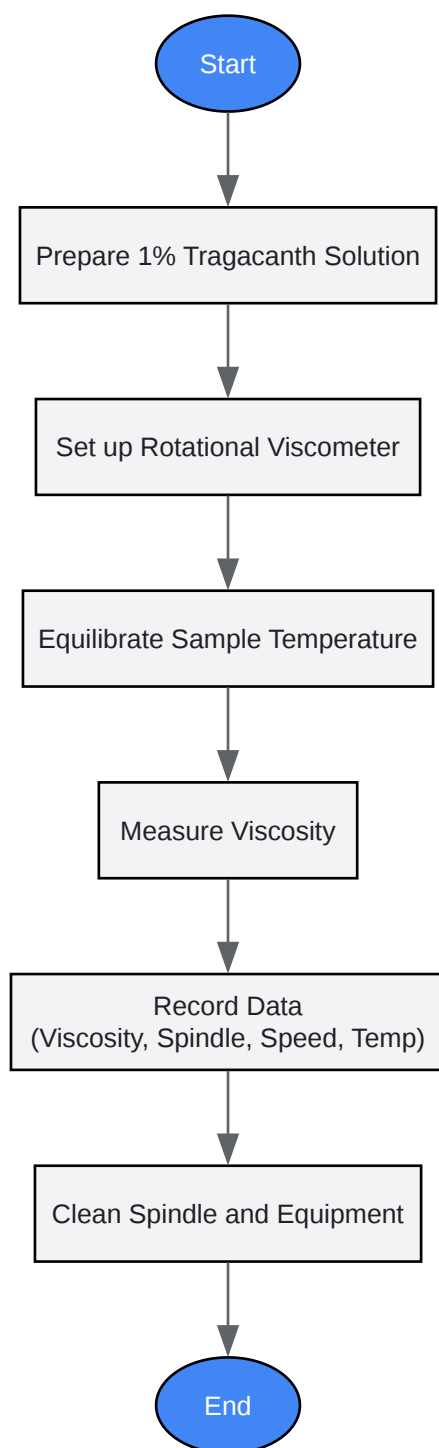 Start
Prepare 1% Tragacanth Solution
Set up Rotational Viscometer
Equilibrate Sample Temperature
Measure Viscosity
Record Data
(Viscosity, Spindle, Speed, Temp)
Clean Spindle and Equipment
End